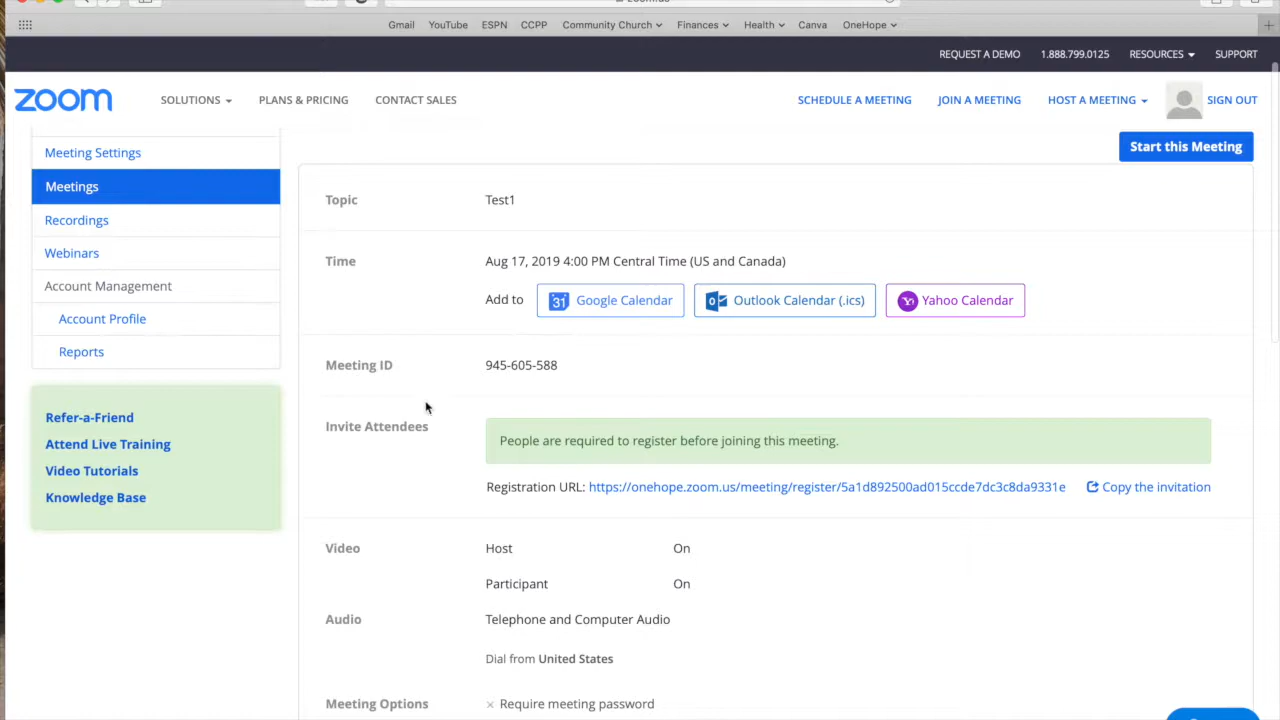 Gmail YouTube ESPN CCPP Community Church Finances Health Canva OneHope
REQUEST A DEMO 1.888.799.0125 RESOURCES SUPPORT
zoom SOLUTIONS PLANS & PRICING CONTACT SALES SCHEDULE A MEETING JOIN A MEETING HOST A MEETING SIGN OUT
Start this Meeting
Meeting Settings
Meetings
Recordings
Webinars
Account Management
Account Profile
Reports
Refer-a-Friend
Attend Live Training
Video Tutorials
Knowledge Base
Topic Test1
Time Aug 17, 2019 4:00 PM Central Time (US and Canada)
Add to 31 Google Calendar Outlook Calendar (.ics) Yahoo Calendar
Meeting ID 945-605-588
Invite Attendees People are required to register before joining this meeting.
Registration URL: https://onehope.zoom.us/meeting/register/5a1d892500ad015ccde7dc3c8da9331e Copy the invitation
Video Host On
Participant On
Audio Telephone and Computer Audio
Dial from United States
Meeting Options × Require meeting password